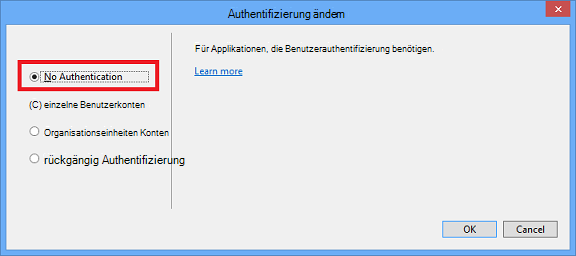 Authentifizierung ändern
Für Applikationen, die Benutzerauthentifizierung benötigen.
Learn more
No Authentication
(C) einzelne Benutzerkonten
Organisationseinheiten Konten
rückgängig Authentifizierung
OK
Cancel